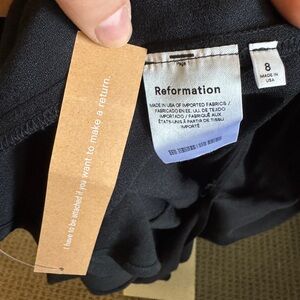 I have to be attached if you want to make a return.
Reformation
MADE IN USA OF IMPORTED FABRICS /
FABRICADO EN EE. UU. DE TEJIDO
IMPORTADO / FABRIQUÉ AUX
ÉTATS-UNIS À PARTIR DE TISSU
IMPORTÉ
8
MADE IN
USA